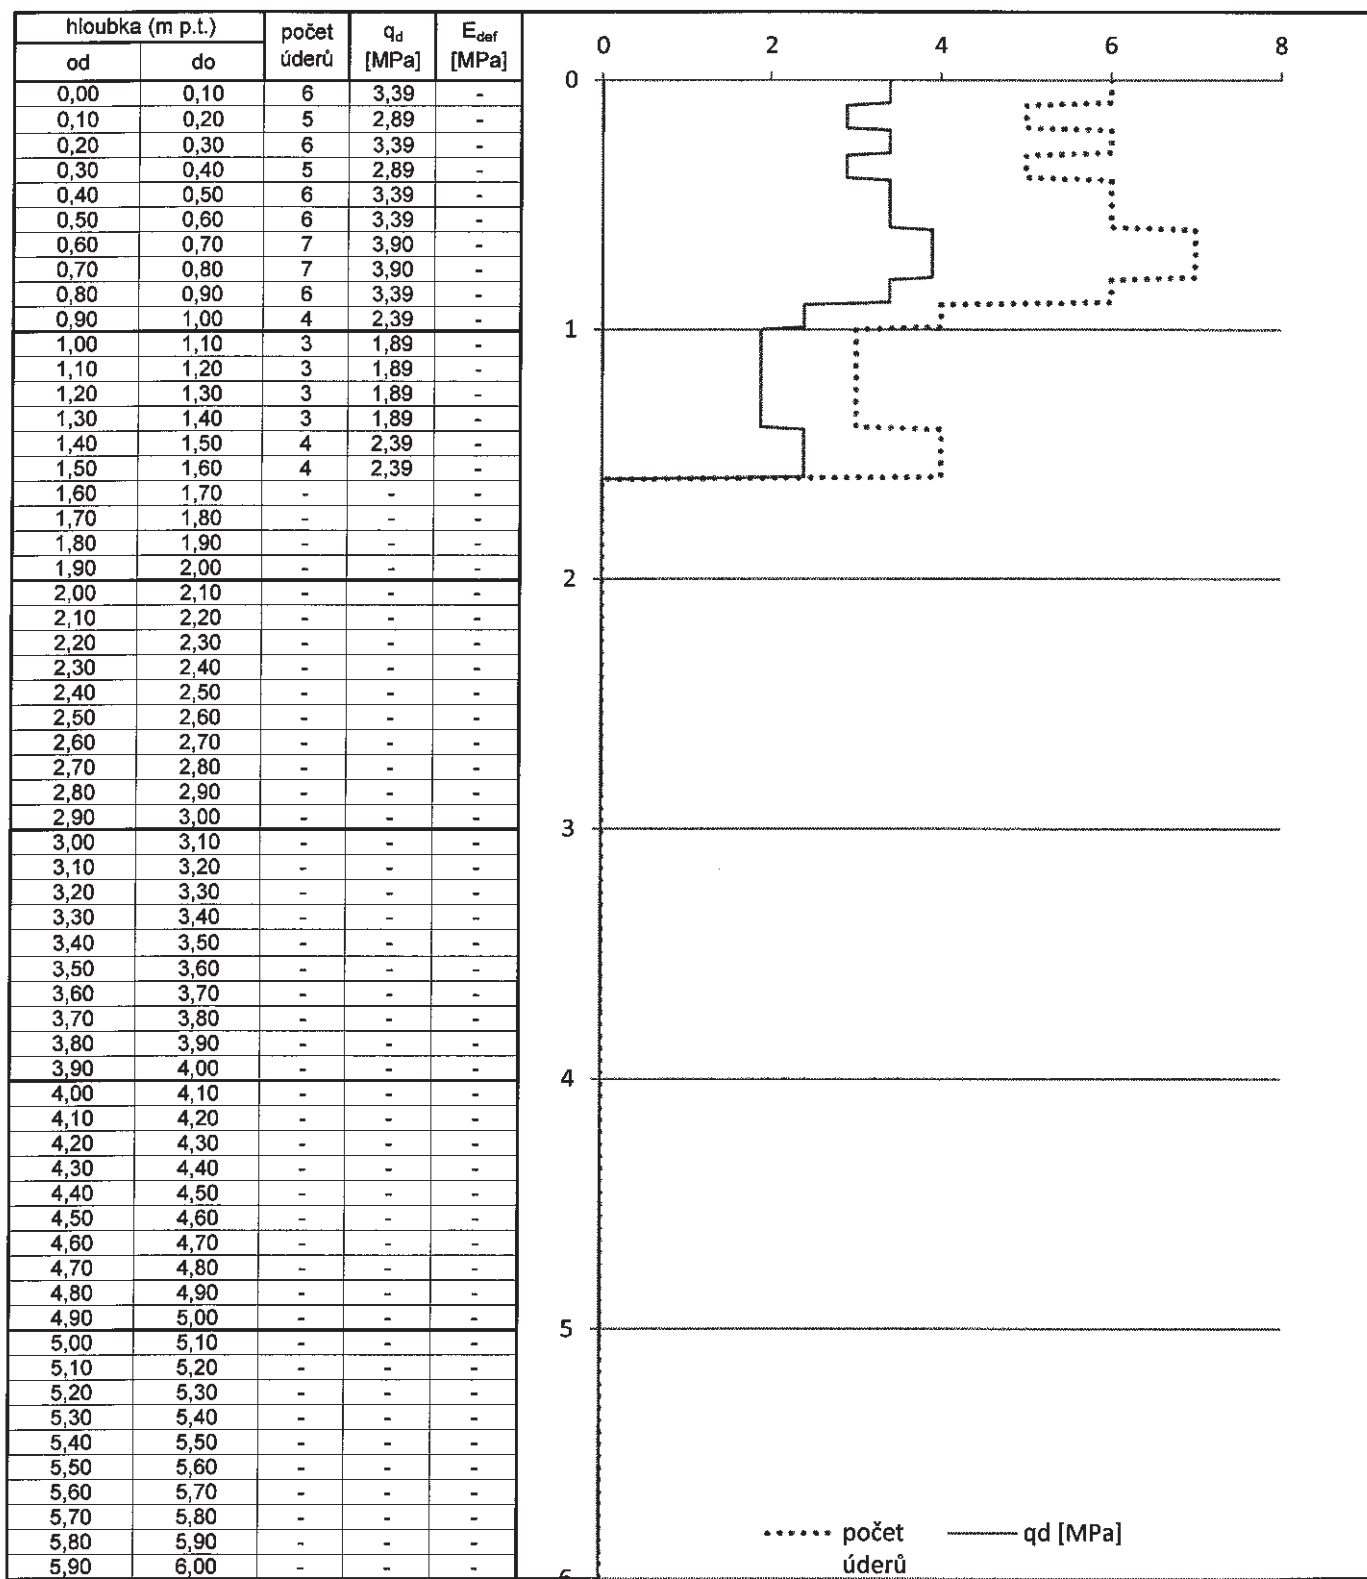 hloubka (m p.t.) počet úderů qd [MPa] Edef [MPa]
od do
0,00 0,10 6 3,39 -
0,10 0,20 5 2,89 -
0,20 0,30 6 3,39 -
0,30 0,40 5 2,89 -
0,40 0,50 6 3,39 -
0,50 0,60 6 3,39 -
0,60 0,70 7 3,90 -
0,70 0,80 7 3,90 -
0,80 0,90 6 3,39 -
0,90 1,00 4 2,39 -
1,00 1,10 3 1,89 -
1,10 1,20 3 1,89 -
1,20 1,30 3 1,89 -
1,30 1,40 3 1,89 -
1,40 1,50 4 2,39 -
1,50 1,60 4 2,39 -
1,60 1,70 - - -
1,70 1,80 - - -
1,80 1,90 - - -
1,90 2,00 - - -
2,00 2,10 - - -
2,10 2,20 - - -
2,20 2,30 - - -
2,30 2,40 - - -
2,40 2,50 - - -
2,50 2,60 - - -
2,60 2,70 - - -
2,70 2,80 - - -
2,80 2,90 - - -
2,90 3,00 - - -
3,00 3,10 - - -
3,10 3,20 - - -
3,20 3,30 - - -
3,30 3,40 - - -
3,40 3,50 - - -
3,50 3,60 - - -
3,60 3,70 - - -
3,70 3,80 - - -
3,80 3,90 - - -
3,90 4,00 - - -
4,00 4,10 - - -
4,10 4,20 - - -
4,20 4,30 - - -
4,30 4,40 - - -
4,40 4,50 - - -
4,50 4,60 - - -
4,60 4,70 - - -
4,70 4,80 - - -
4,80 4,90 - - -
4,90 5,00 - - -
5,00 5,10 - - -
5,10 5,20 - - -
5,20 5,30 - - -
5,30 5,40 - - -
5,40 5,50 - - -
5,50 5,60 - - -
5,60 5,70 - - -
5,70 5,80 - - -
5,80 5,90 - - -
5,90 6,00 - - -
0 2 4 6 8
0
1
2
3
4
5
6
počet
úderů
qd [MPa]